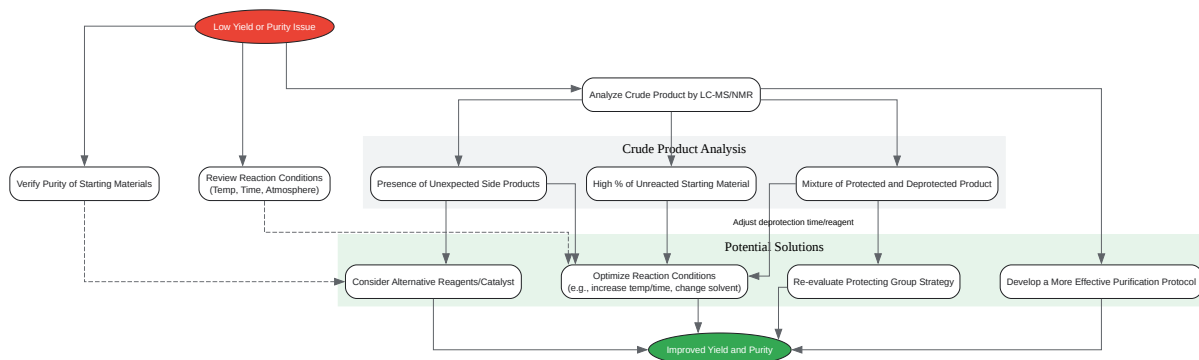 Low Yield or Purity Issue
Analyze Crude Product by LC-MS/NMR
Crude Product Analysis
Verify Purity of Starting Materials
Review Reaction Conditions
(Temp, Time, Atmosphere)
Presence of Unexpected Side Products
High % of Unreacted Starting Material
Mixture of Protected and Deprotected Product
Adjust deprotection time/reagent
Potential Solutions
Consider Alternative Reagents/Catalyst
Optimize Reaction Conditions
(e.g., increase temp/time, change solvent)
Re-evaluate Protecting Group Strategy
Develop a More Effective Purification Protocol
Improved Yield and Purity